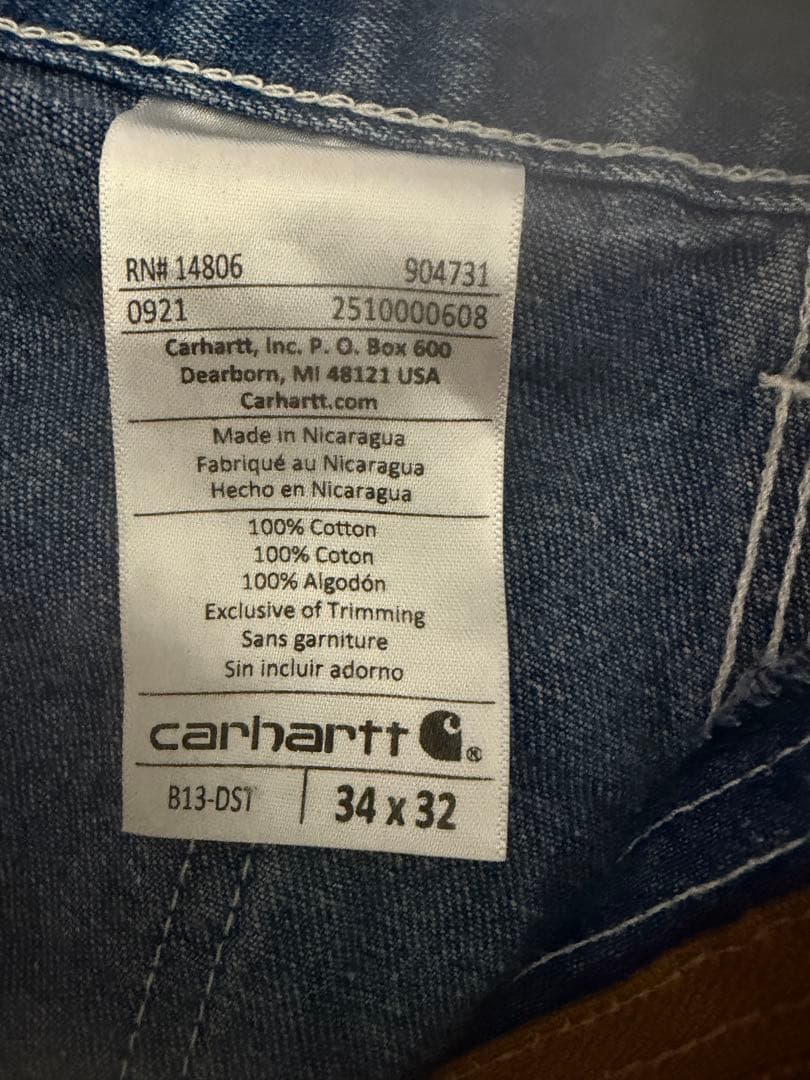 RN# 14806 904731
0921 2510000608
Carhartt, Inc. P. O. Box 600
Dearborn, MI 48121 USA
Carhartt.com
Made in Nicaragua
Fabriqué au Nicaragua
Hecho en Nicaragua
100% Cotton
100% Coton
100% Algodón
Exclusive of Trimming
Sans garniture
Sin incluir adorno
carhartt ®
B13-DST 34 x 32